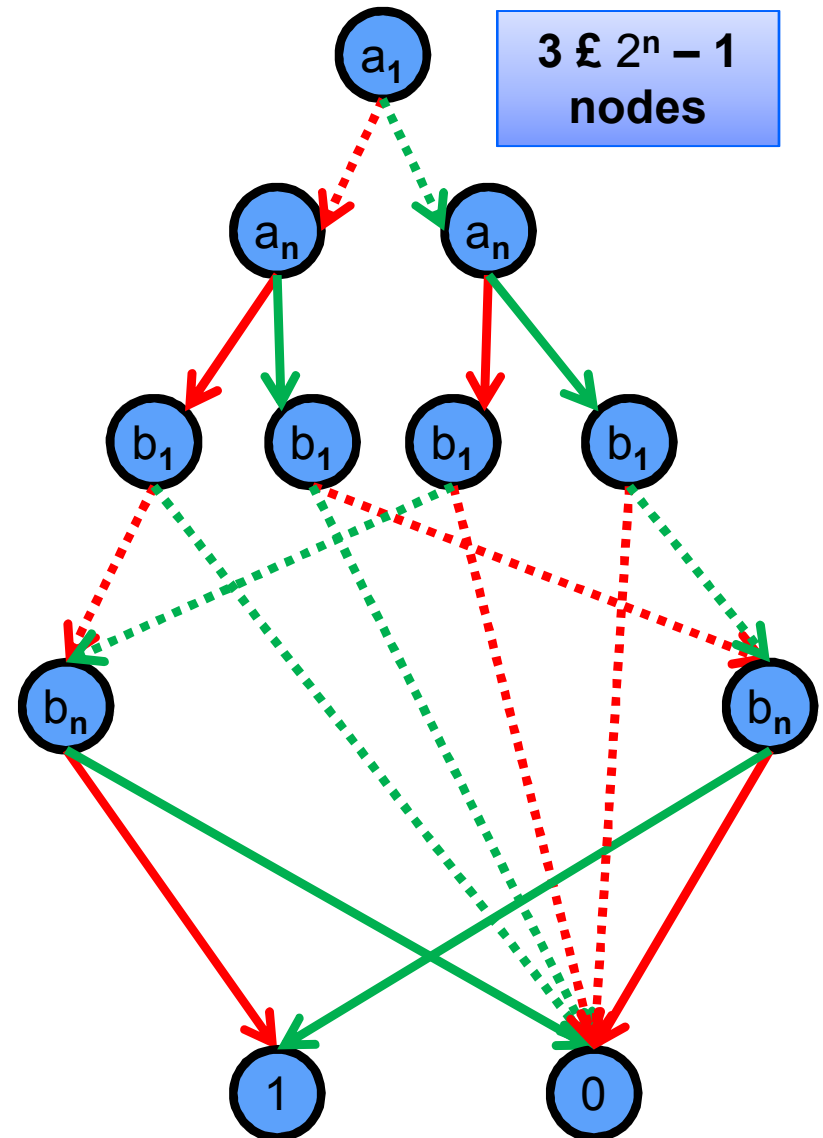 a₁
3 £ 2ⁿ – 1
nodes
aₙ aₙ
b₁ b₁ b₁ b₁
bₙ bₙ
1 0